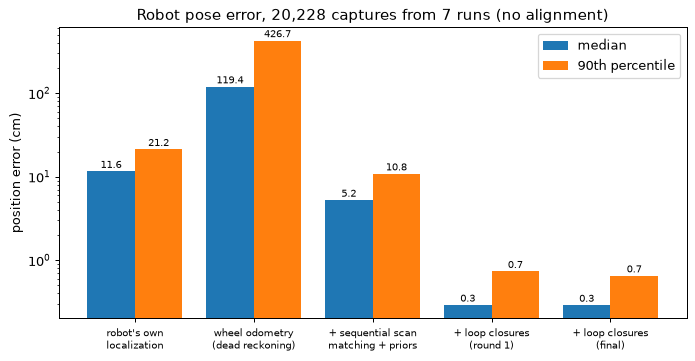 Robot pose error, 20,228 captures from 7 runs (no alignment)
position error (cm)
10²
10¹
10⁰
median
90th percentile
11.6
21.2
119.4
426.7
5.2
10.8
0.3
0.7
0.3
0.7
robot's own
localization
wheel odometry
(dead reckoning)
+ sequential scan
matching + priors
+ loop closures
(round 1)
+ loop closures
(final)